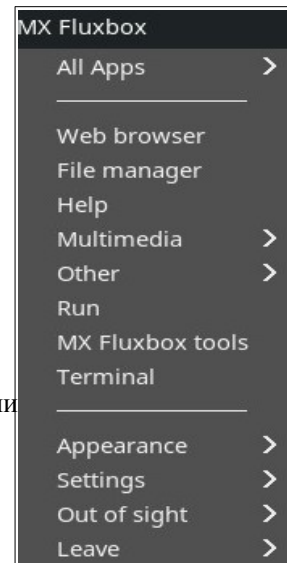 MX Fluxbox
All Apps
Web browser
File manager
Help
Multimedia
Other
Run
MX Fluxbox tools
Terminal
ли
Appearance
Settings
Out of sight
Leave